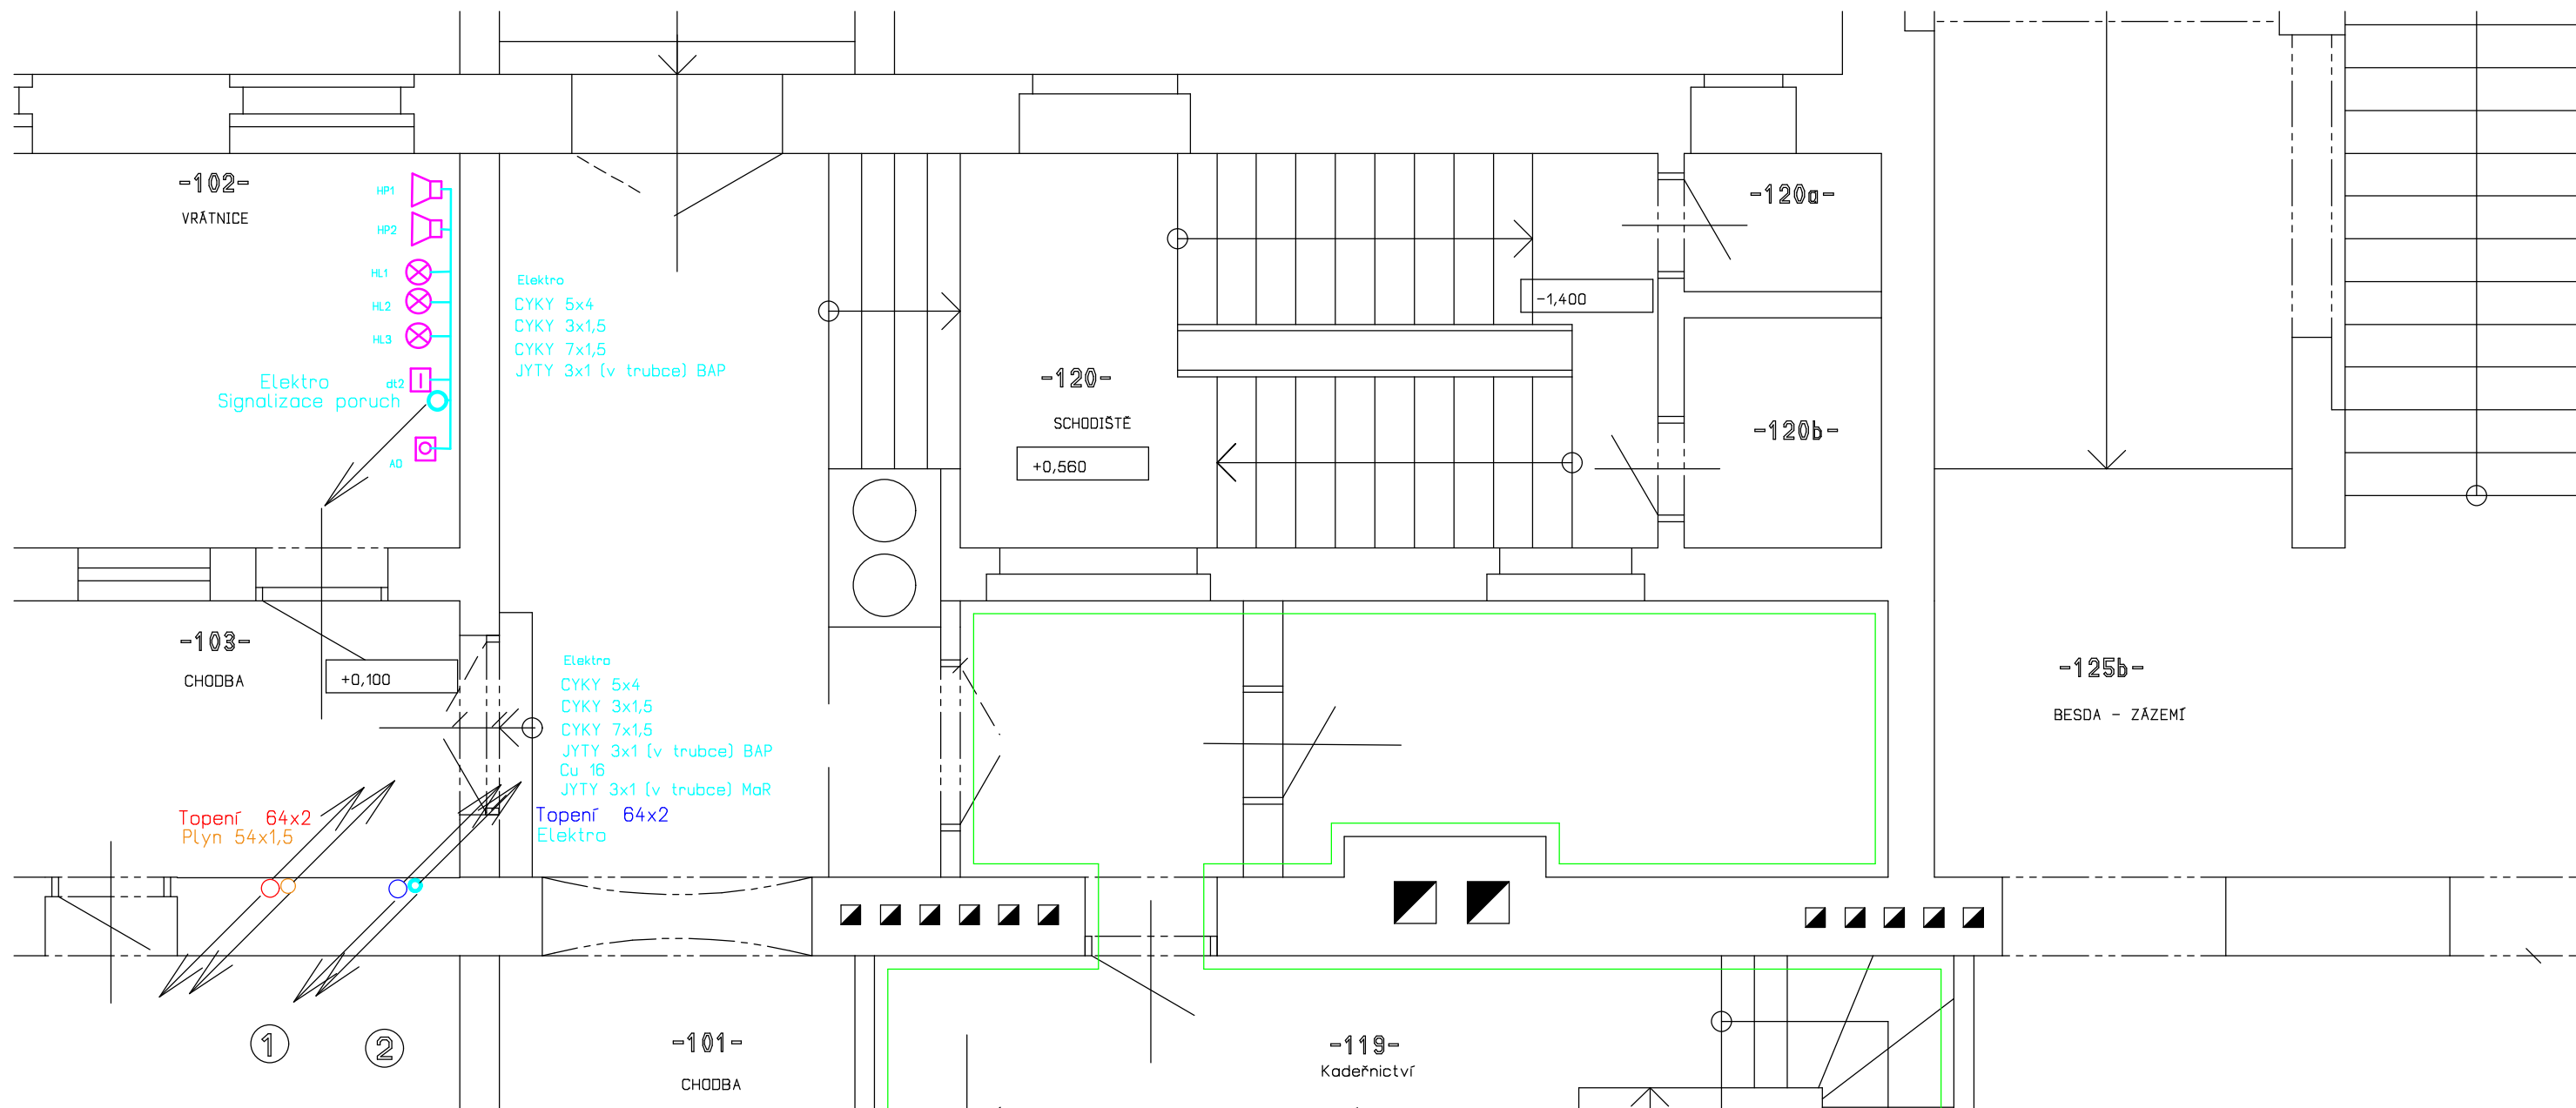 -102-
VRÁTNICE
HP1
HP2
HL1
HL2
HL3
dt2
Elektro
Signalizace poruch
AO
Elektro
CYKY 5x4
CYKY 3x1,5
CYKY 7x1,5
JYTY 3x1 (v trubce) BAP
-120-
SCHODIŠTĚ
+0,560
-1,400
-120a-
-120b-
-103-
CHODBA
+0,100
Elektro
CYKY 5x4
CYKY 3x1,5
CYKY 7x1,5
JYTY 3x1 (v trubce) BAP
Cu 16
JYTY 3x1 (v trubce) MaR
Topení 64x2
Elektro
Topení 64x2
Plyn 54x1,5
-125b-
BESDA - ZÁZEMÍ
1
2
-101-
CHODBA
-119-
Kadeřnictví